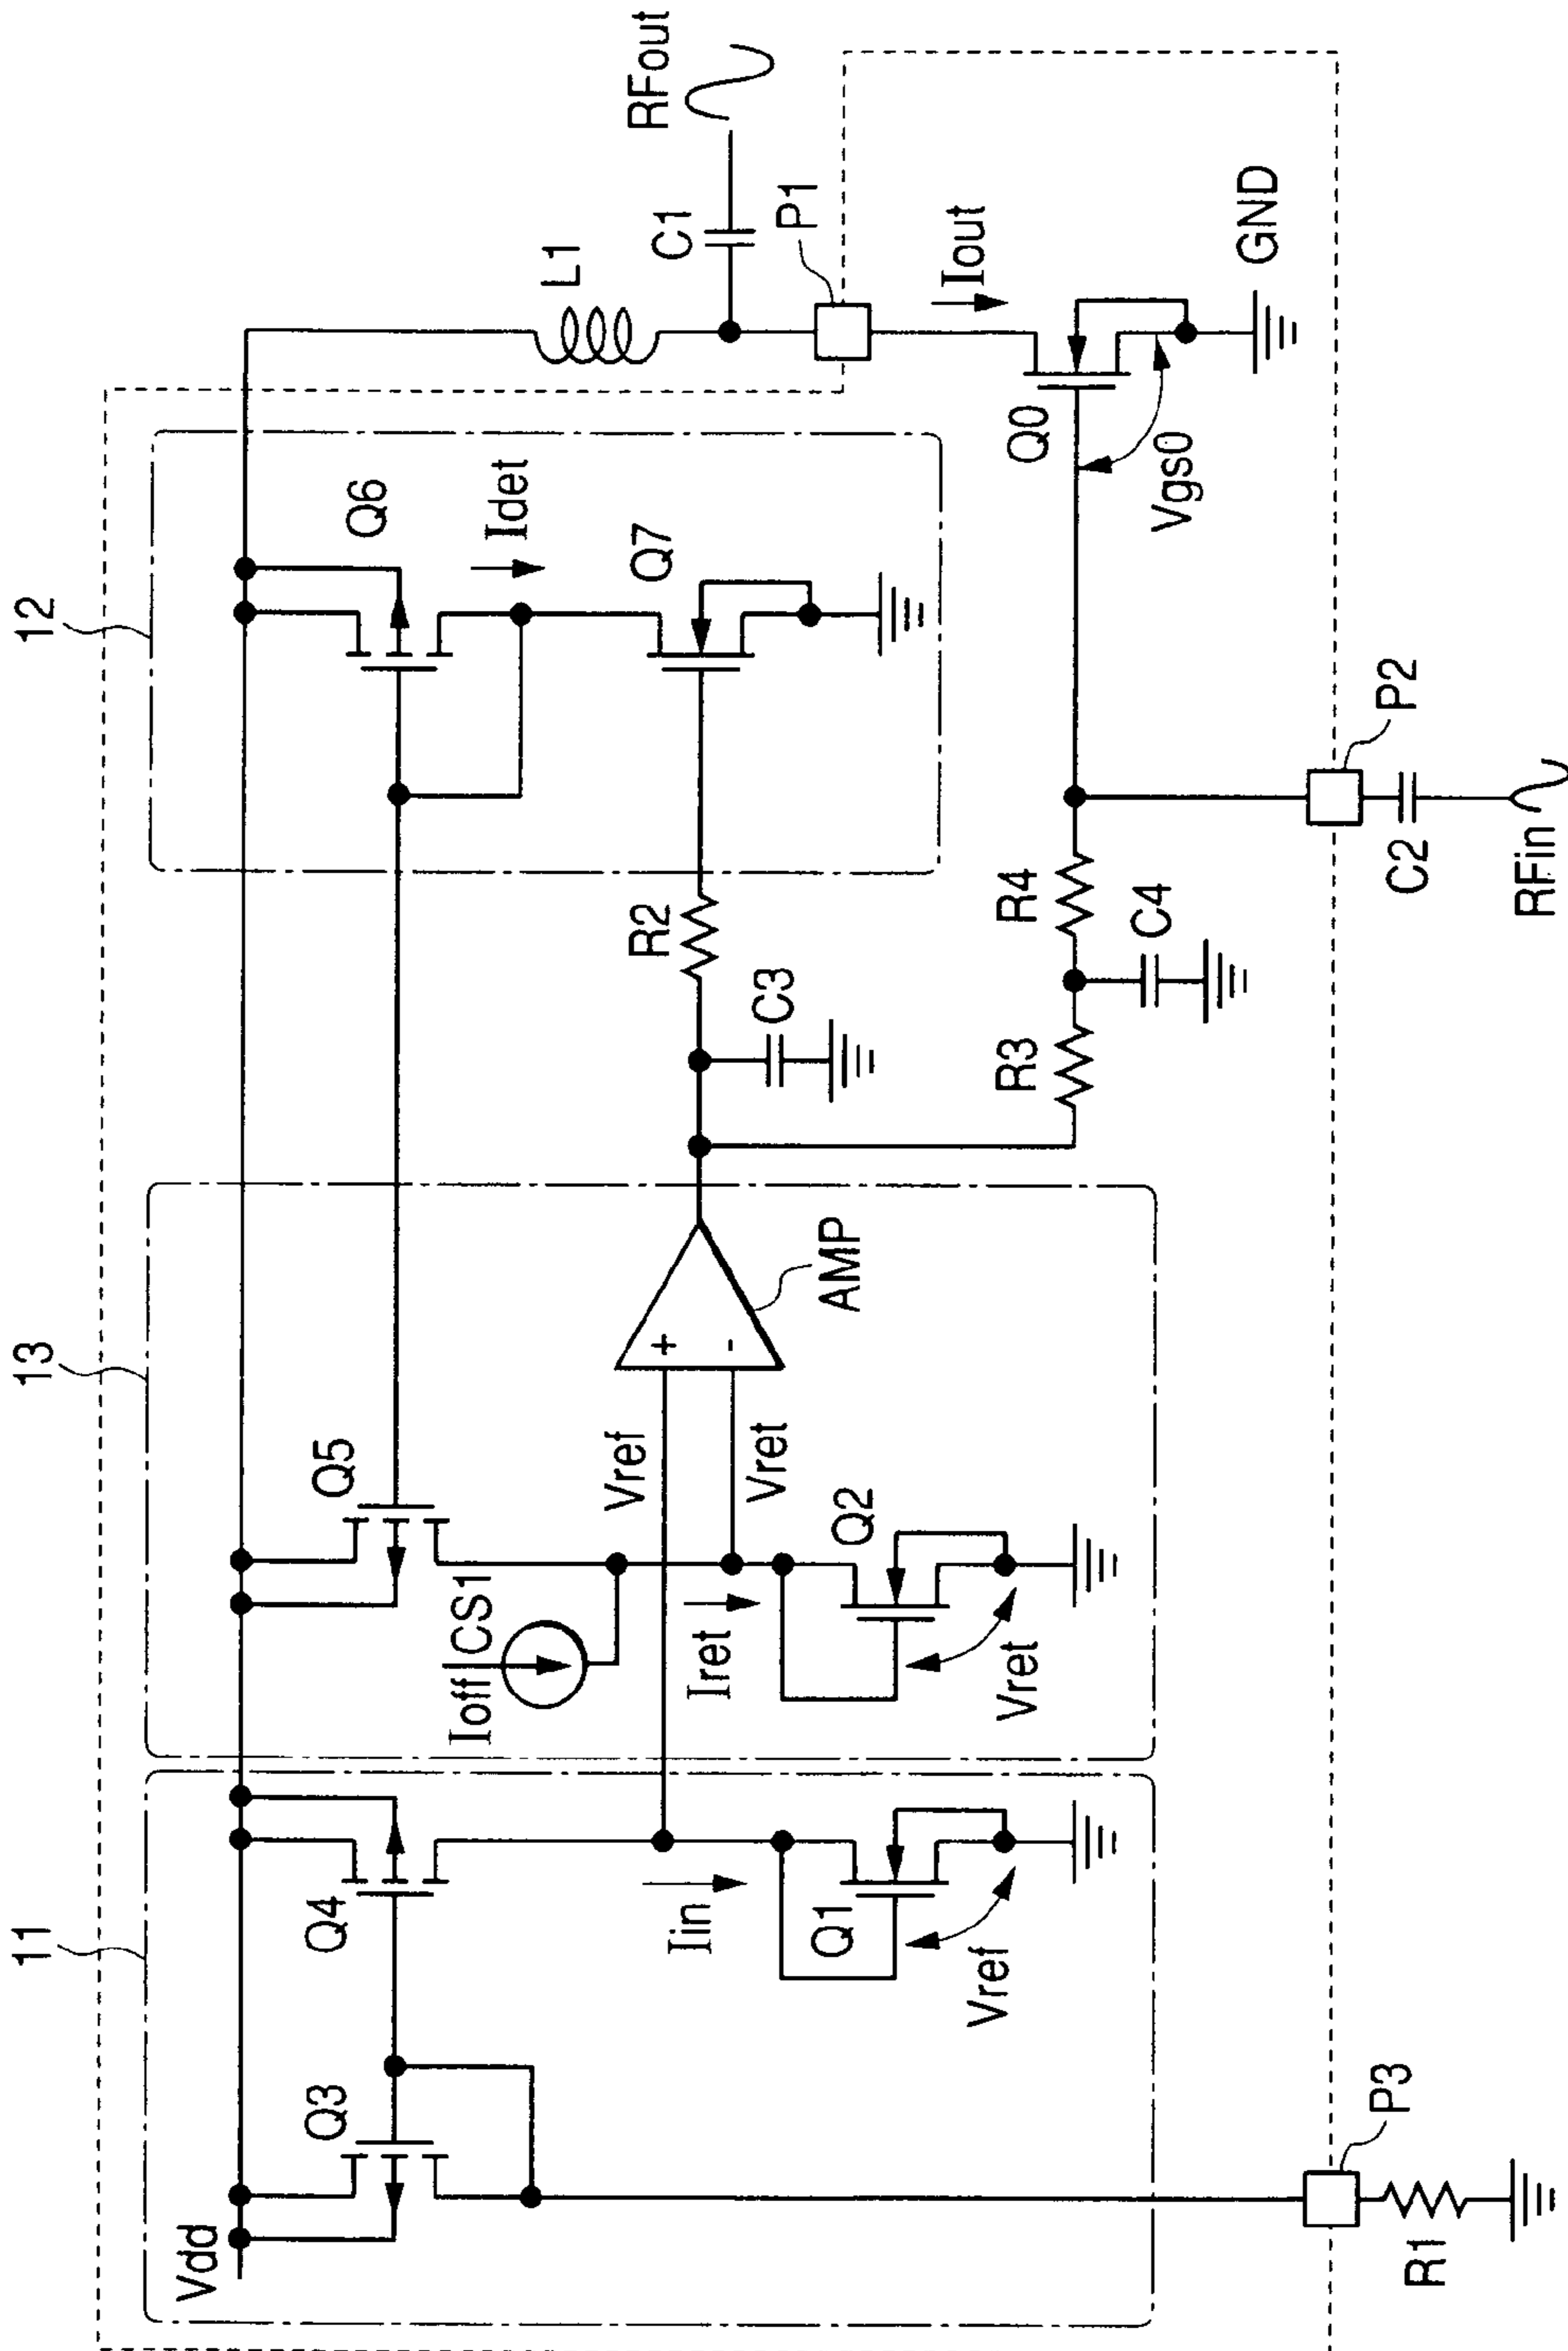 11
13
12
Vdd
Q3
Q4
Q5
Q6
L1
C1
RFout
P1
Ioff
CS1
Idet
Iin
Iret
Vref
Vret
Q1
Q2
Vref
Vret
+
-
AMP
R2
C3
Q7
Iout
Q0
Vgs0
GND
R3
R4
C4
P3
R1
P2
C2
RFin